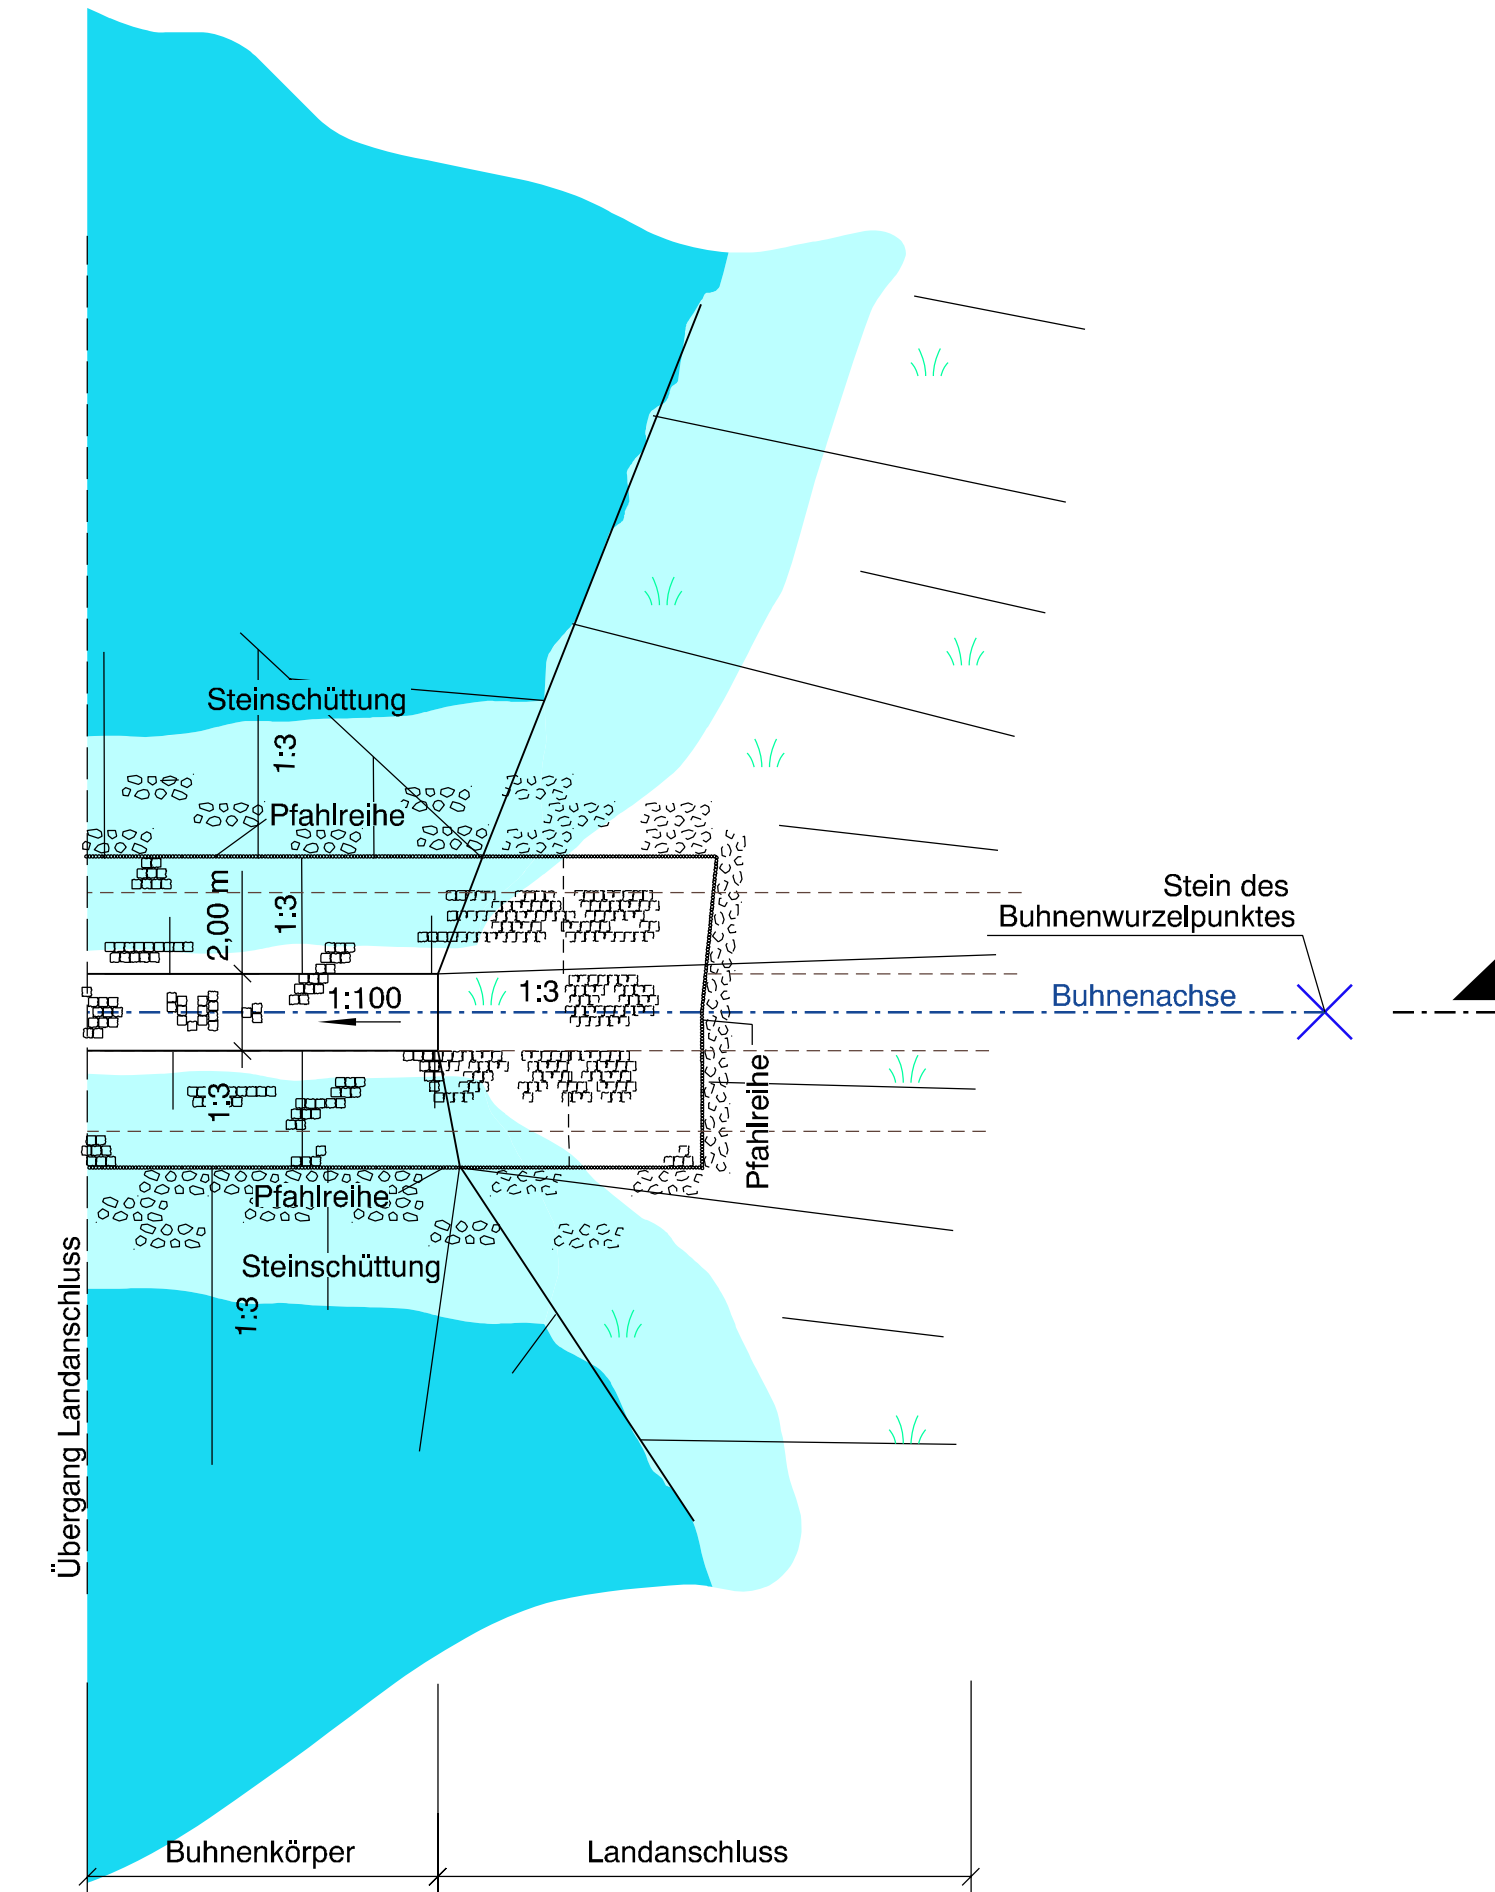 Steinschüttung
1:3
Pfahlreihe
2,00 m
1:3
Stein des
Buhnenwurzelpunktes
1:100
1:3
Buhnenachse
1:3
Pfahlreihe
Pfahlreihe
Steinschüttung
1:3
Übergang Landanschluss
Buhnenkörper
Landanschluss